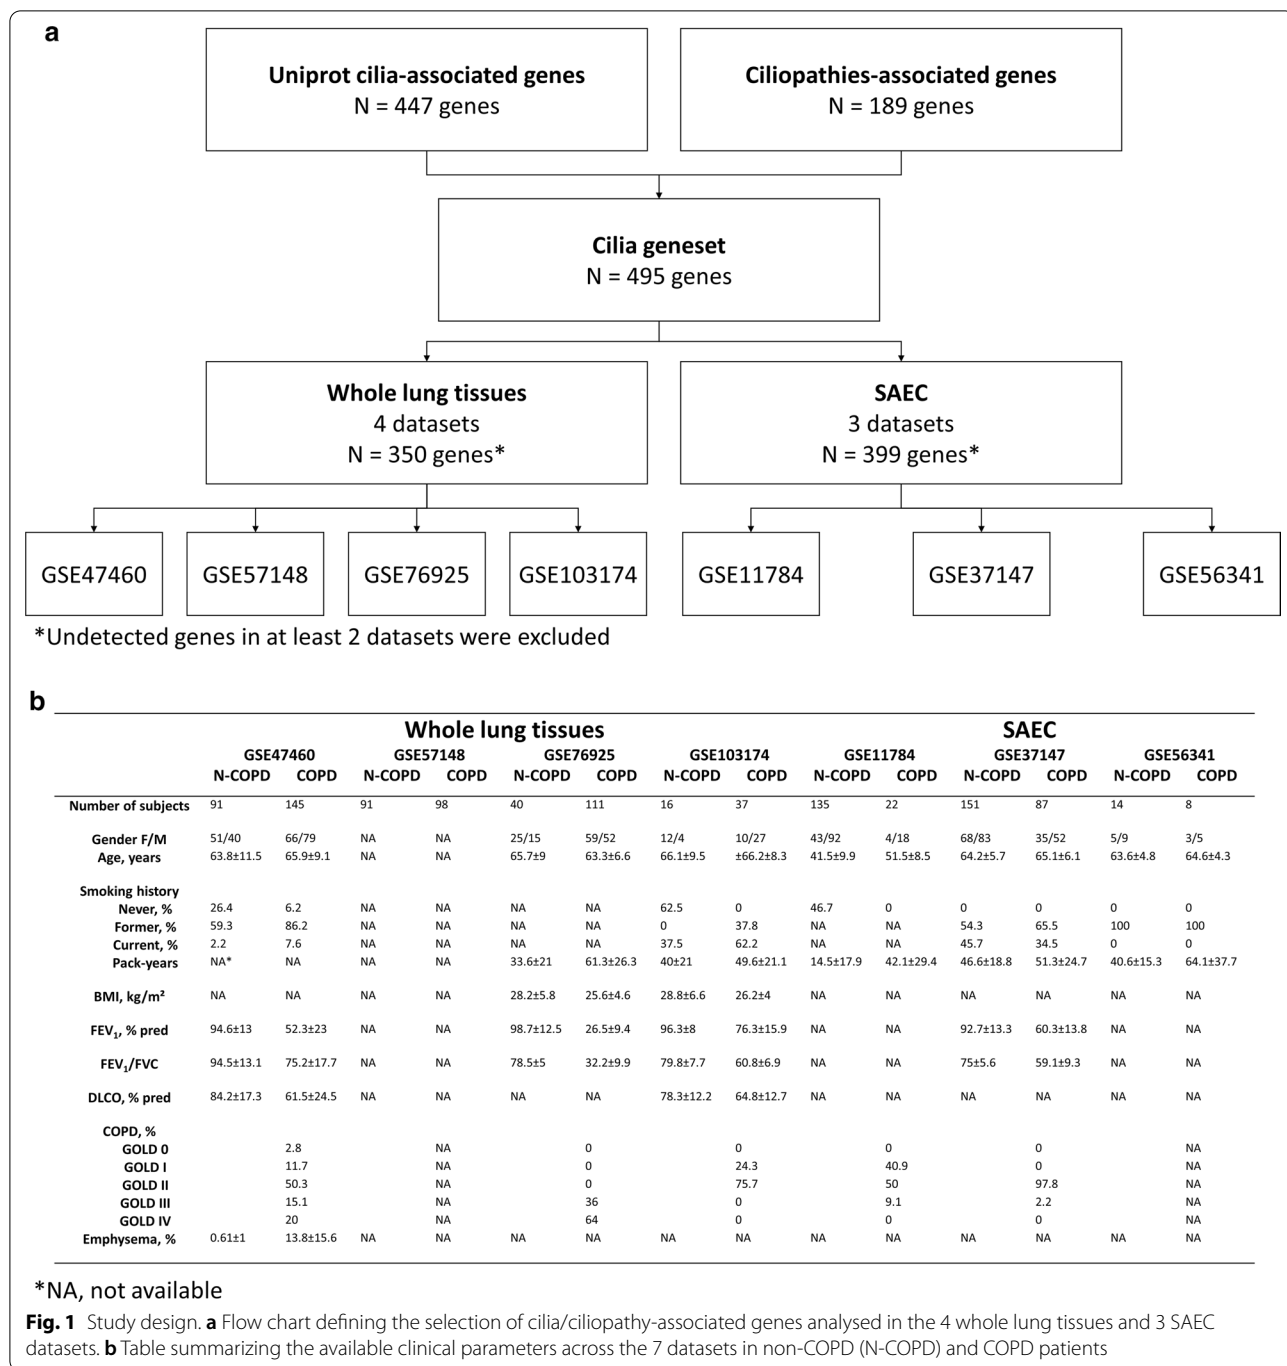 a
Uniprot cilia-associated genes
N = 447 genes
Ciliopathies-associated genes
N = 189 genes
Cilia geneset
N = 495 genes
Whole lung tissues
4 datasets
N = 350 genes*
SAEC
3 datasets
N = 399 genes*
GSE47460 GSE57148 GSE76925 GSE103174 GSE11784 GSE37147 GSE56341
*Undetected genes in at least 2 datasets were excluded
b
Whole lung tissues SAEC
GSE47460 GSE57148 GSE76925 GSE103174 GSE11784 GSE37147 GSE56341
N-COPD COPD N-COPD COPD N-COPD COPD N-COPD COPD N-COPD COPD N-COPD COPD N-COPD COPD
Number of subjects 91 145 91 98 40 111 16 37 135 22 151 87 14 8
Gender F/M 51/40 66/79 NA NA 25/15 59/52 12/4 10/27 43/92 4/18 68/83 35/52 5/9 3/5
Age, years 63.8±11.5 65.9±9.1 NA NA 65.7±9 63.3±6.6 66.1±9.5 ±66.2±8.3 41.5±9.9 51.5±8.5 64.2±5.7 65.1±6.1 63.6±4.8 64.6±4.3
Smoking history
Never, % 26.4 6.2 NA NA NA NA 62.5 0 46.7 0 0 0 0 0
Former, % 59.3 86.2 NA NA NA NA 0 37.8 NA NA 54.3 65.5 100 100
Current, % 2.2 7.6 NA NA NA NA 37.5 62.2 NA NA 45.7 34.5 0 0
Pack-years NA* NA NA NA 33.6±21 61.3±26.3 40±21 49.6±21.1 14.5±17.9 42.1±29.4 46.6±18.8 51.3±24.7 40.6±15.3 64.1±37.7
BMI, kg/m² NA NA NA NA 28.2±5.8 25.6±4.6 28.8±6.6 26.2±4 NA NA NA NA NA NA
FEV₁, % pred 94.6±13 52.3±23 NA NA 98.7±12.5 26.5±9.4 96.3±8 76.3±15.9 NA NA 92.7±13.3 60.3±13.8 NA NA
FEV₁/FVC 94.5±13.1 75.2±17.7 NA NA 78.5±5 32.2±9.9 79.8±7.7 60.8±6.9 NA NA 75±5.6 59.1±9.3 NA NA
DLCO, % pred 84.2±17.3 61.5±24.5 NA NA NA NA 78.3±12.2 64.8±12.7 NA NA NA NA NA NA
COPD, %
GOLD 0 2.8 NA 0 0 0 0 NA
GOLD I 11.7 NA 0 24.3 40.9 0 NA
GOLD II 50.3 NA 0 75.7 50 97.8 NA
GOLD III 15.1 NA 36 0 9.1 2.2 NA
GOLD IV 20 NA 64 0 0 0 NA
Emphysema, % 0.61±1 13.8±15.6 NA NA NA NA NA NA NA NA NA NA NA NA
*NA, not available
Fig. 1 Study design. a Flow chart defining the selection of cilia/ciliopathy-associated genes analysed in the 4 whole lung tissues and 3 SAEC
datasets. b Table summarizing the available clinical parameters across the 7 datasets in non-COPD (N-COPD) and COPD patients